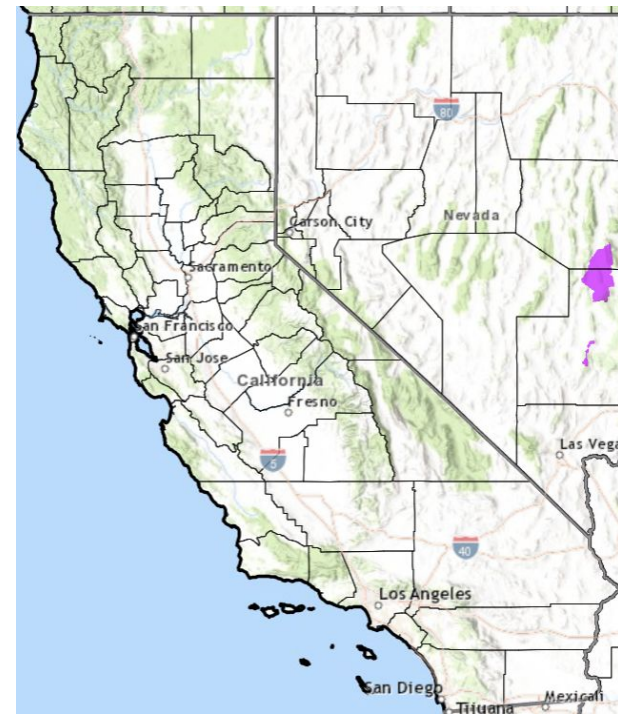 80
Carson City
Nevada
Sacramento
San Francisco
San Jose
California
Fresno
5
Las Vega
40
Los Angeles
San Diego
Tijuana
Mexicali